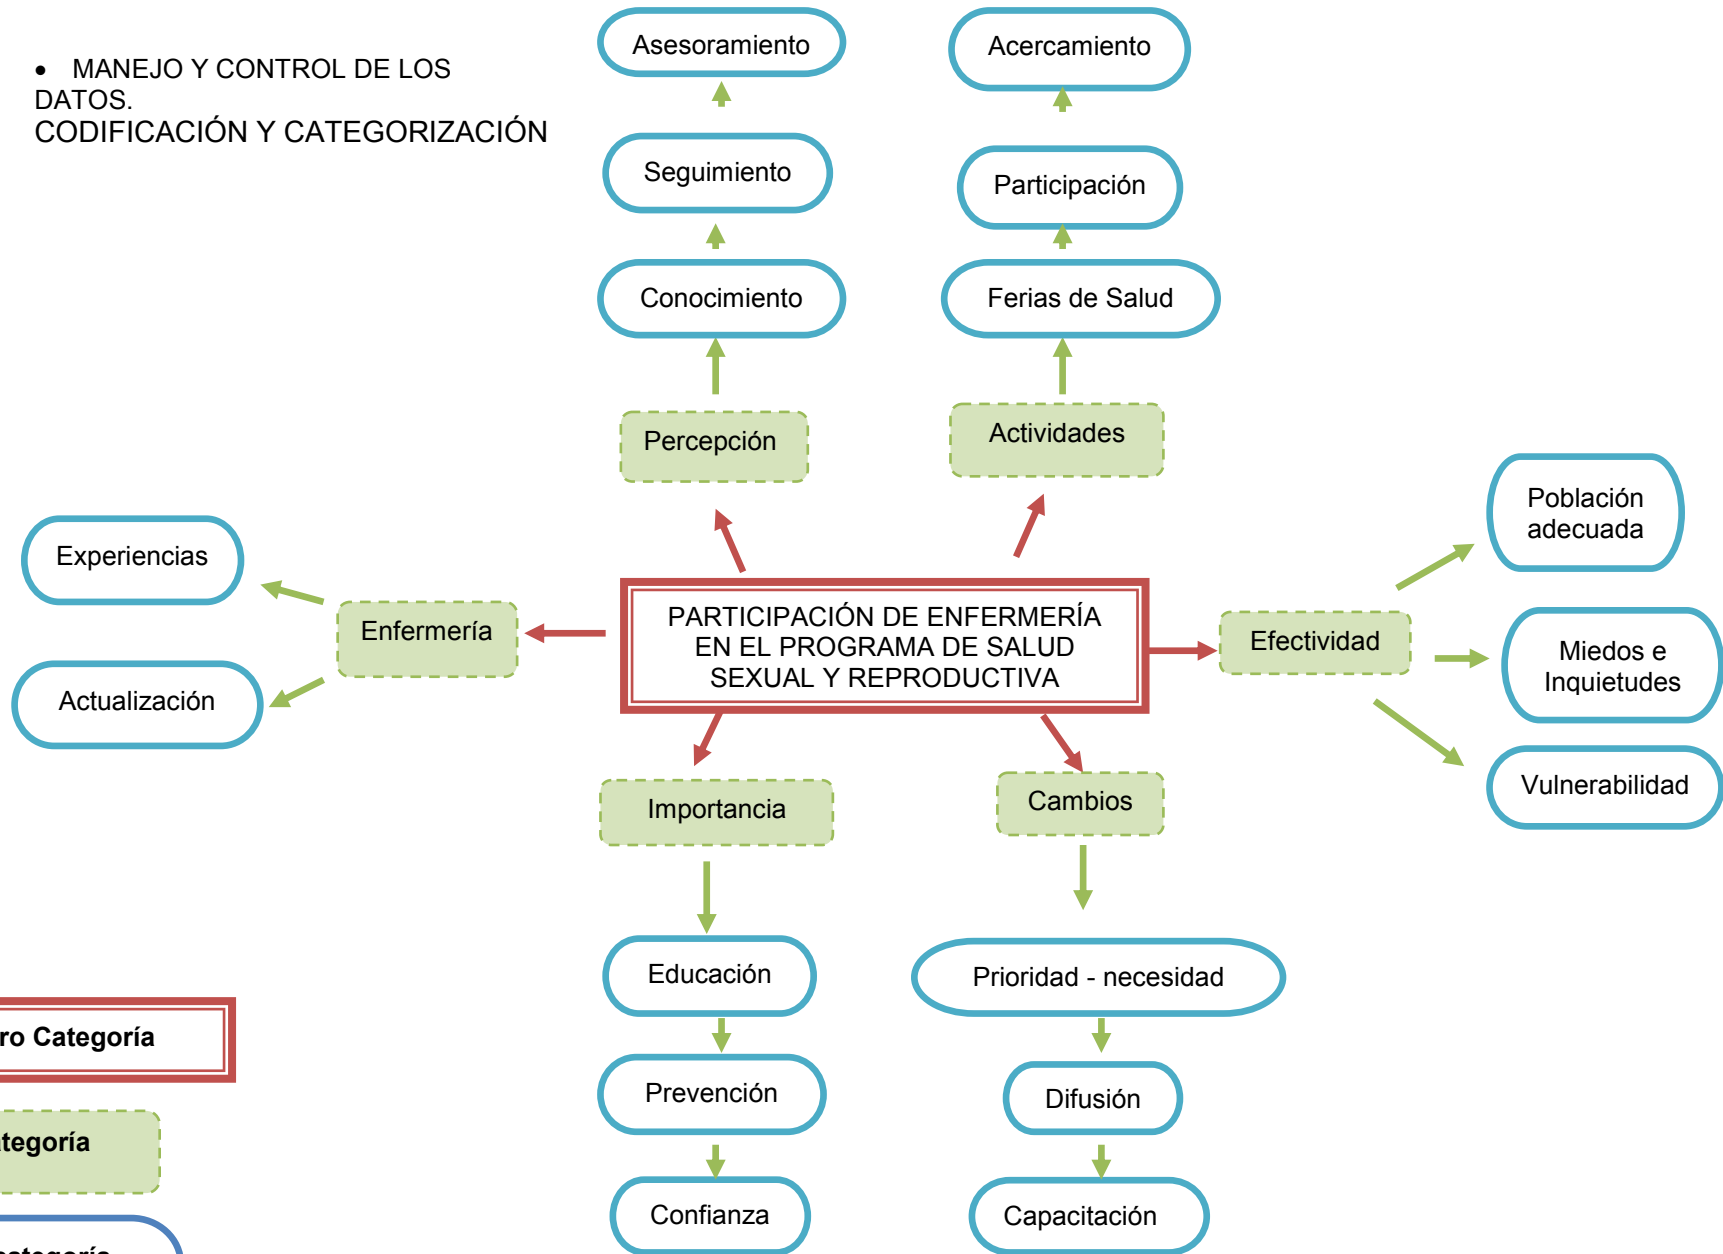 • MANEJO Y CONTROL DE LOS
DATOS.
CODIFICACIÓN Y CATEGORIZACIÓN
Asesoramiento
Acercamiento
Seguimiento
Participación
Conocimiento
Ferias de Salud
Percepción
Actividades
Población
adecuada
Experiencias
Enfermería
PARTICIPACIÓN DE ENFERMERÍA
EN EL PROGRAMA DE SALUD
SEXUAL Y REPRODUCTIVA
Efectividad
Miedos e
Inquietudes
Actualización
Vulnerabilidad
Importancia
Cambios
Educación
Prioridad - necesidad
Prevención
Difusión
Confianza
Capacitación
Categoría